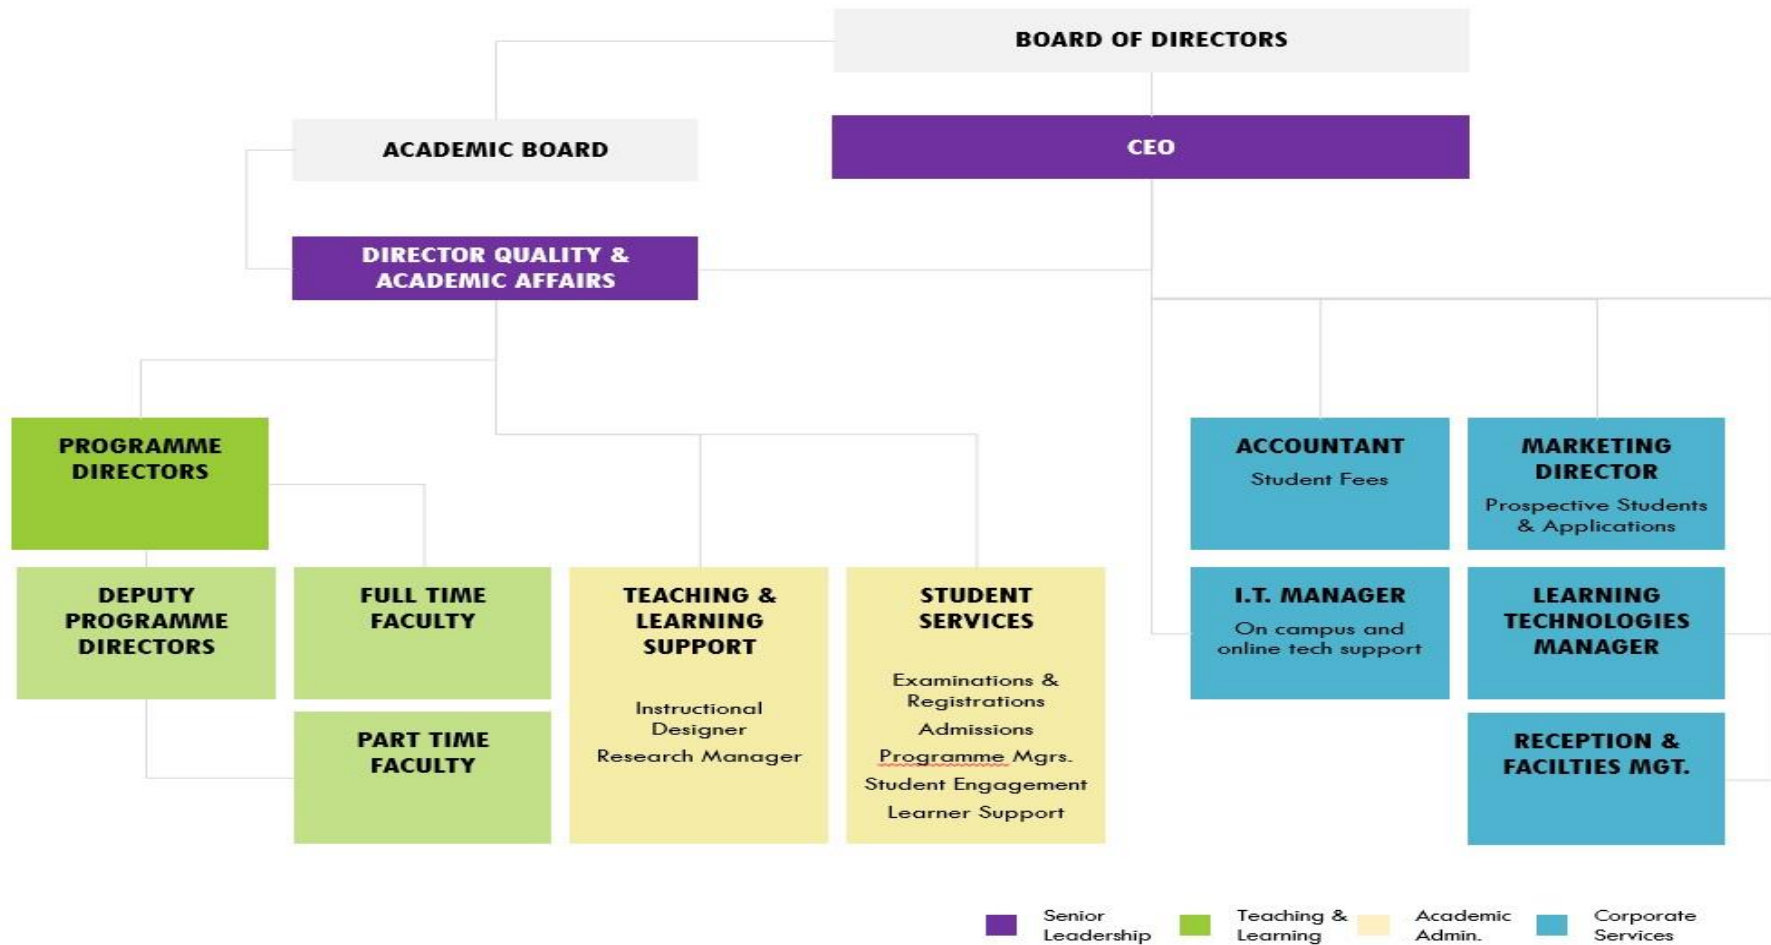 BOARD OF DIRECTORS
ACADEMIC BOARD
CEO
DIRECTOR QUALITY &
ACADEMIC AFFAIRS
PROGRAMME
DIRECTORS
ACCOUNTANT
Student Fees
MARKETING
DIRECTOR
Prospective Students
& Applications
DEPUTY
PROGRAMME
DIRECTORS
FULL TIME
FACULTY
TEACHING &
LEARNING
SUPPORT
Instructional
Designer
Research Manager
STUDENT
SERVICES
Examinations &
Registrations
Admissions
Programme Mgrs.
Student Engagement
Learner Support
I.T. MANAGER
On campus and
online tech support
LEARNING
TECHNOLOGIES
MANAGER
PART TIME
FACULTY
RECEPTION &
FACILTIES MGT.
Senior
Leadership
Teaching &
Learning
Academic
Admin.
Corporate
Services